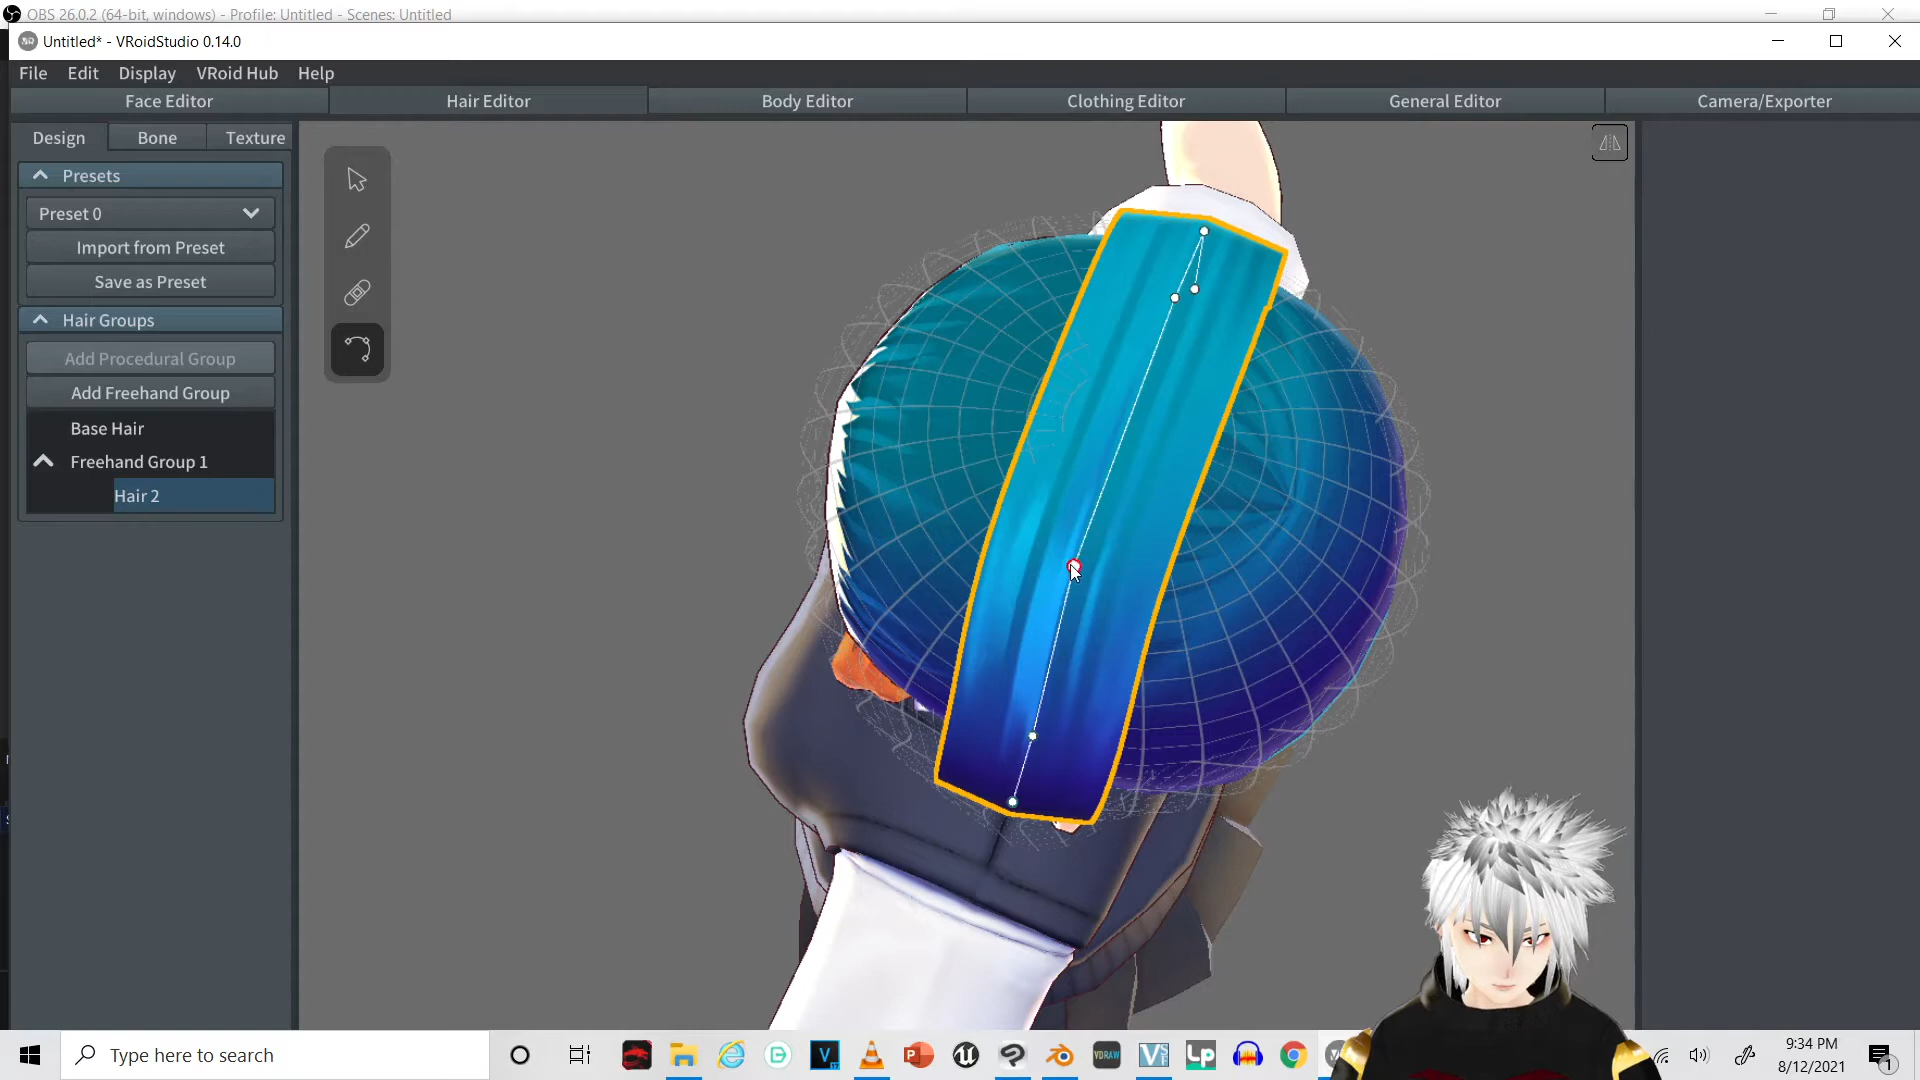 OBS 26.0.2 (64-bit, windows) - Profile: Untitled - Scenes: Untitled
Untitled* - VRoidStudio 0.14.0
File Edit Display VRoid Hub Help
Face Editor Hair Editor Body Editor Clothing Editor General Editor Camera/Exporter
Design Bone Texture
Presets
Preset 0
Import from Preset
Save as Preset
Hair Groups
Add Procedural Group
Add Freehand Group
Base Hair
Freehand Group 1
Hair 2
Type here to search
VDRAW
Lp
9:34 PM
8/12/2021
1